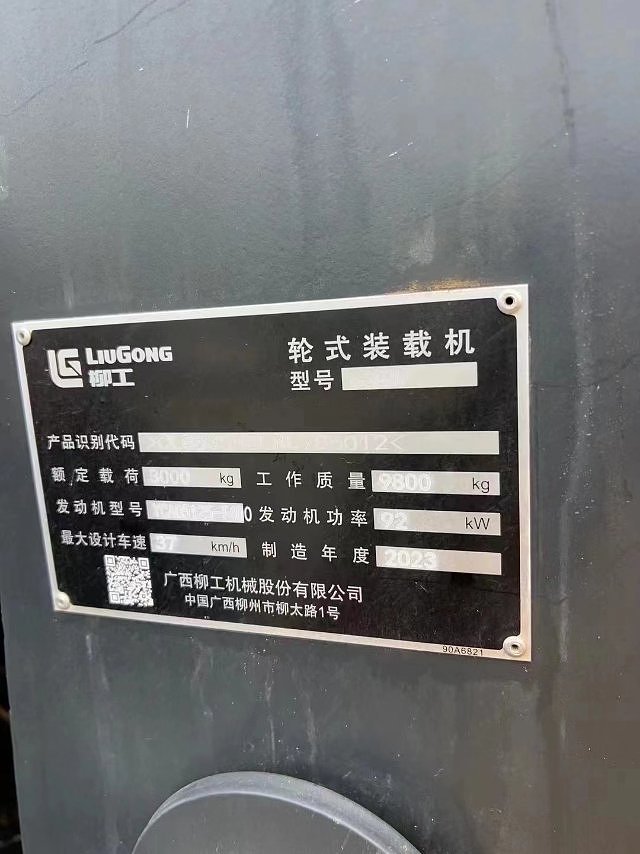 LIUGONG
柳工
轮式装载机
型号
产品识别代码
额定载荷 3000 kg 工作质量 9800 kg
发动机型号 发动机功率 92 kW
最大设计车速 37 km/h 制造年度 2023
广西柳工机械股份有限公司
中国广西柳州市柳太路1号
90A6821